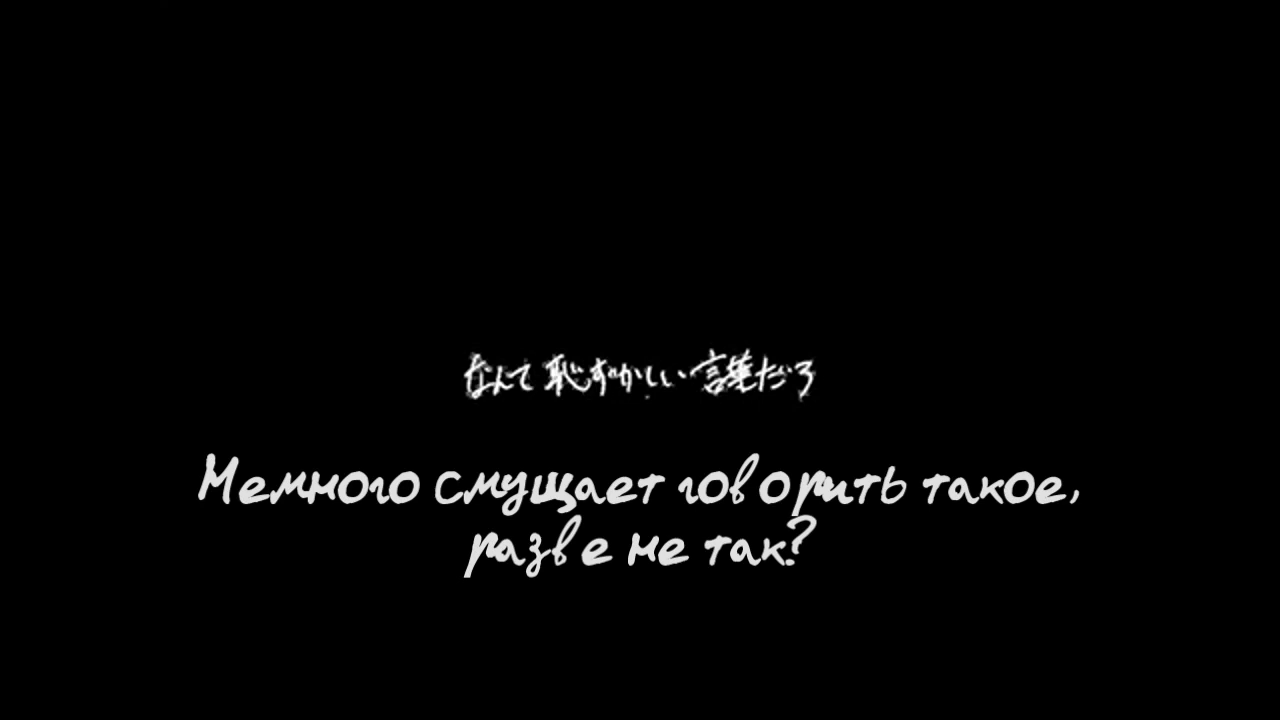 なんて恥ずかしい言葉だろ
Немного смущает говорить такое,
разве не так?